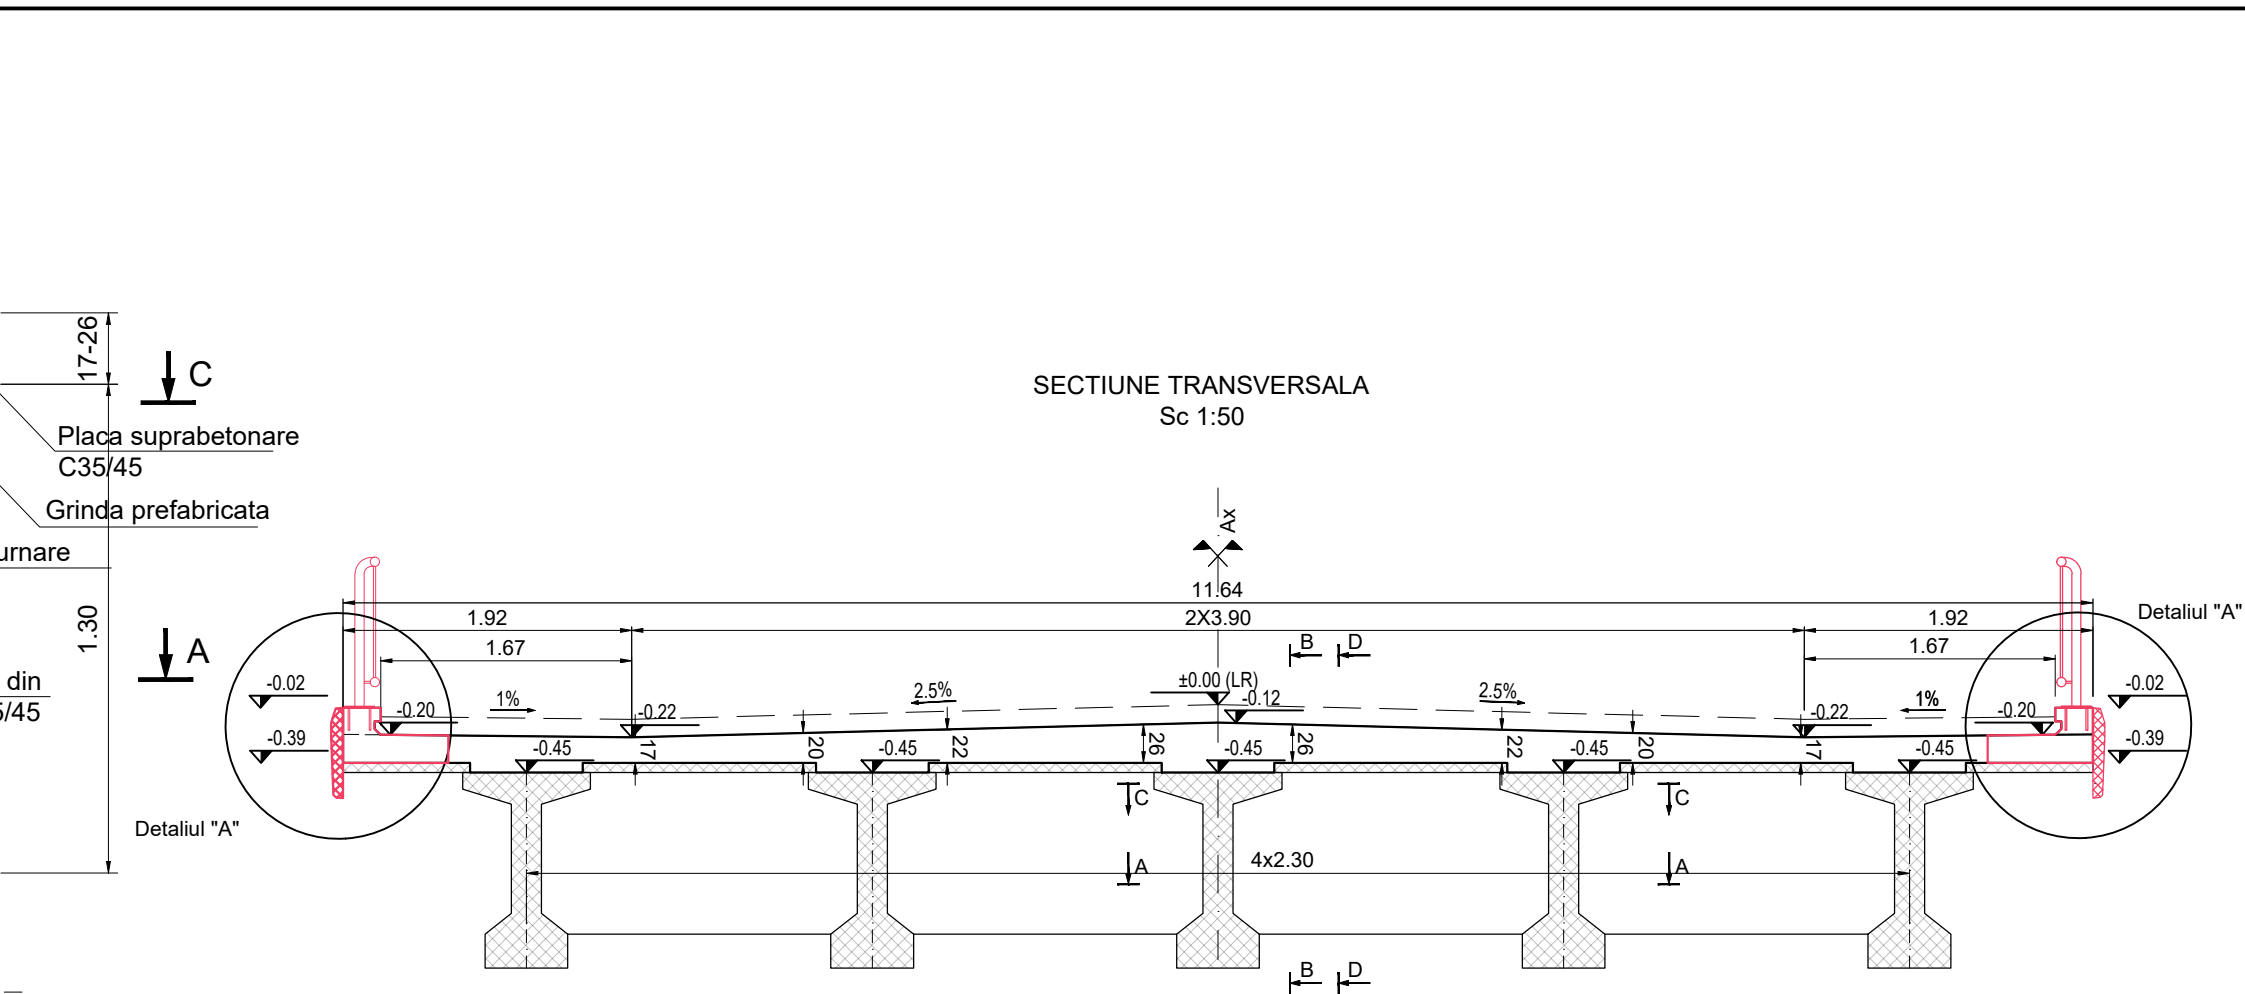 17-26
C
SECTIUNE TRANSVERSALA
Sc 1:50
Placa suprabetonare
C35/45
Grinda prefabricata
urnare
Ax
11.64
1.30
1.92
2X3.90
1.92
Detaliul "A"
1.67
B
D
1.67
A
din
5/45
-0.02
1%
2.5%
±0.00 (LR)
-0.12
2.5%
1%
-0.02
-0.20
-0.22
-0.22
-0.20
-0.39
-0.45
17
20
-0.45
22
26
-0.45
26
22
-0.45
20
17
-0.45
-0.39
C
C
Detaliul "A"
4x2.30
A
A
B
D